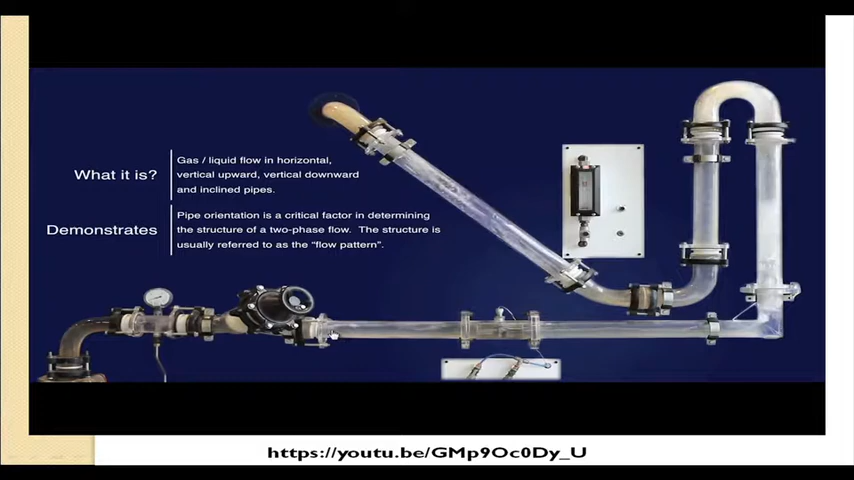 What it is?
Gas / liquid flow in horizontal,
vertical upward, vertical downward
and inclined pipes.
Demonstrates
Pipe orientation is a critical factor in determining
the structure of a two-phase flow. The structure is
usually referred to as the “flow pattern”.
https://youtu.be/GMp9Oc0Dy_U